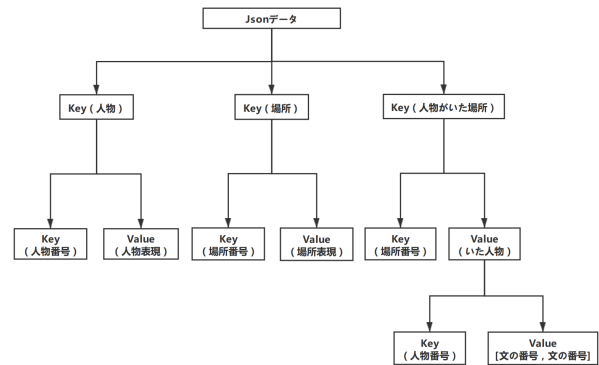 Jsonデータ
Key ( 人物 )
Key ( 場所 )
Key ( 人物がいた場所 )
Key
( 人物番号 )
Value
( 人物表現 )
Key
( 場所番号 )
Value
( 場所表現 )
Key
( 場所番号 )
Value
( いた人物 )
Key
( 人物番号 )
Value
[文の番号 , 文の番号]